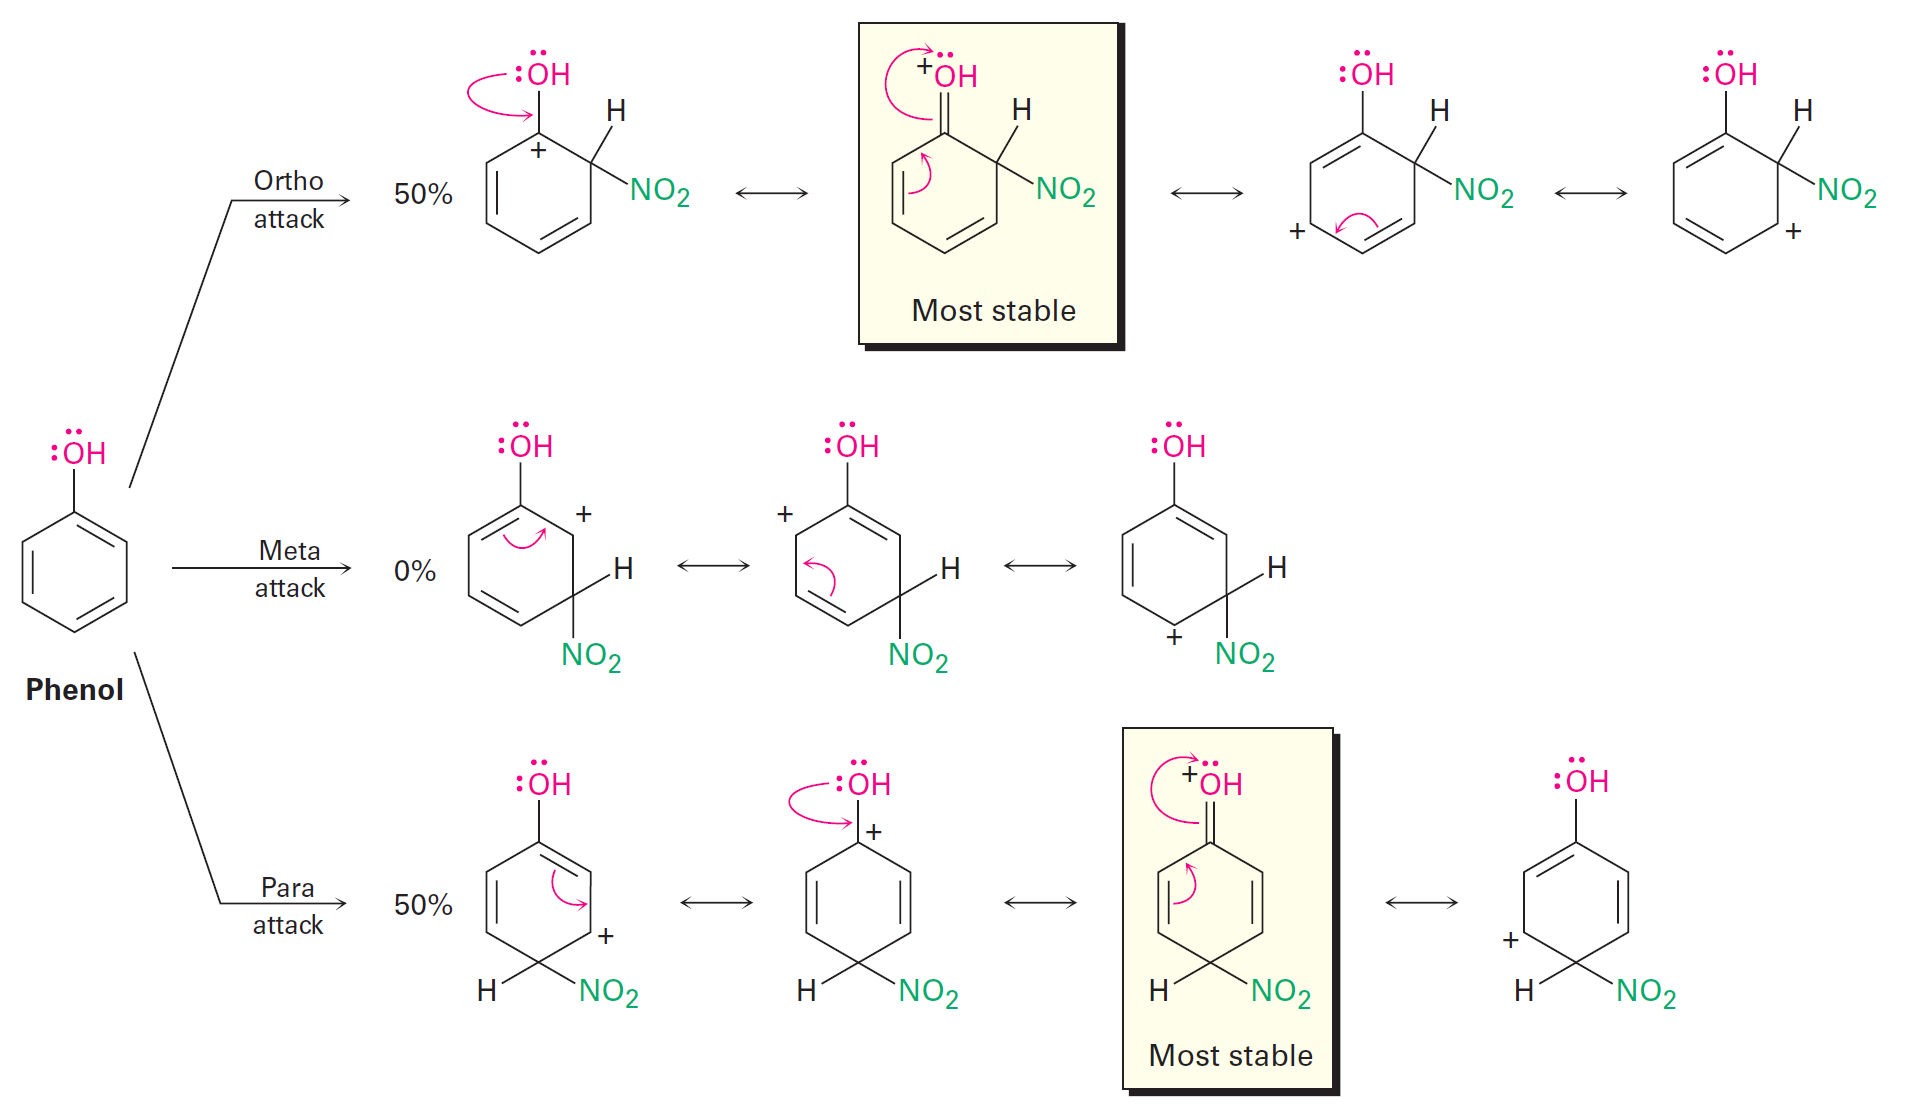 Phenol
:ÖH
Ortho
attack
50%
:ÖH
+
H
NO₂
+ÖH
H
NO₂
Most stable
:ÖH
H
NO₂
+
:ÖH
H
NO₂
+
Meta
attack
0%
:ÖH
+
H
NO₂
:ÖH
+
H
NO₂
:ÖH
H
+
NO₂
Para
attack
50%
:ÖH
+
H
NO₂
:ÖH
+
H
NO₂
+ÖH
H
NO₂
Most stable
:ÖH
+
H
NO₂